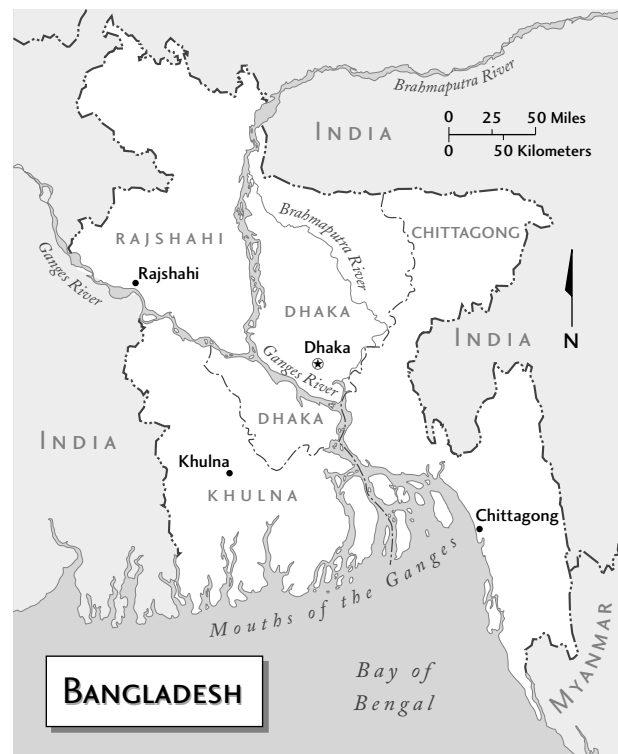 Brahmaputra River
0 25 50 Miles
0 50 Kilometers
INDIA
Brahmaputra River
CHITTAGONG
RAJSHAHI
Rajshahi
Ganges River
DHAKA
Dhaka
Ganges River
INDIA
N
DHAKA
INDIA
Khulna
KHULNA
Chittagong
Mouths of the Ganges
MYANMAR
Bay of
Bengal
BANGLADESH